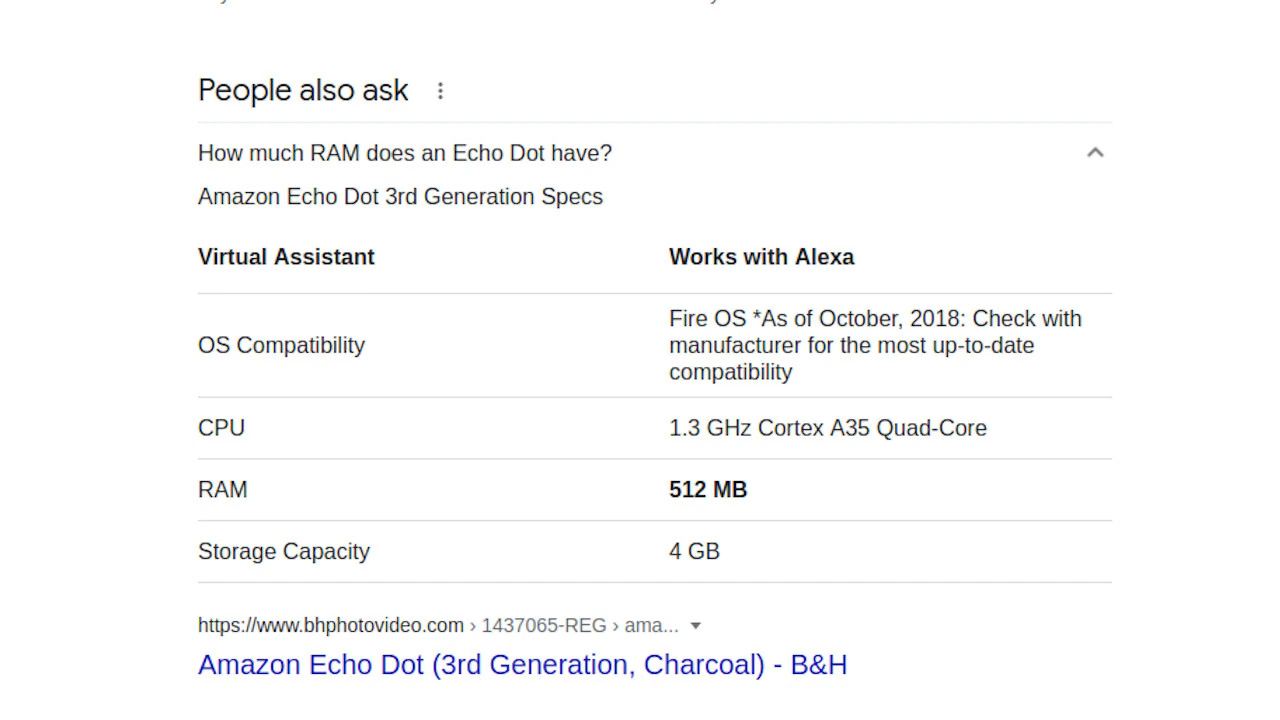 People also ask
How much RAM does an Echo Dot have?
Amazon Echo Dot 3rd Generation Specs
Virtual Assistant Works with Alexa
OS Compatibility Fire OS *As of October, 2018: Check with
manufacturer for the most up-to-date
compatibility
CPU 1.3 GHz Cortex A35 Quad-Core
RAM 512 MB
Storage Capacity 4 GB
https://www.bhphotovideo.com › 1437065-REG › ama...
Amazon Echo Dot (3rd Generation, Charcoal) - B&H